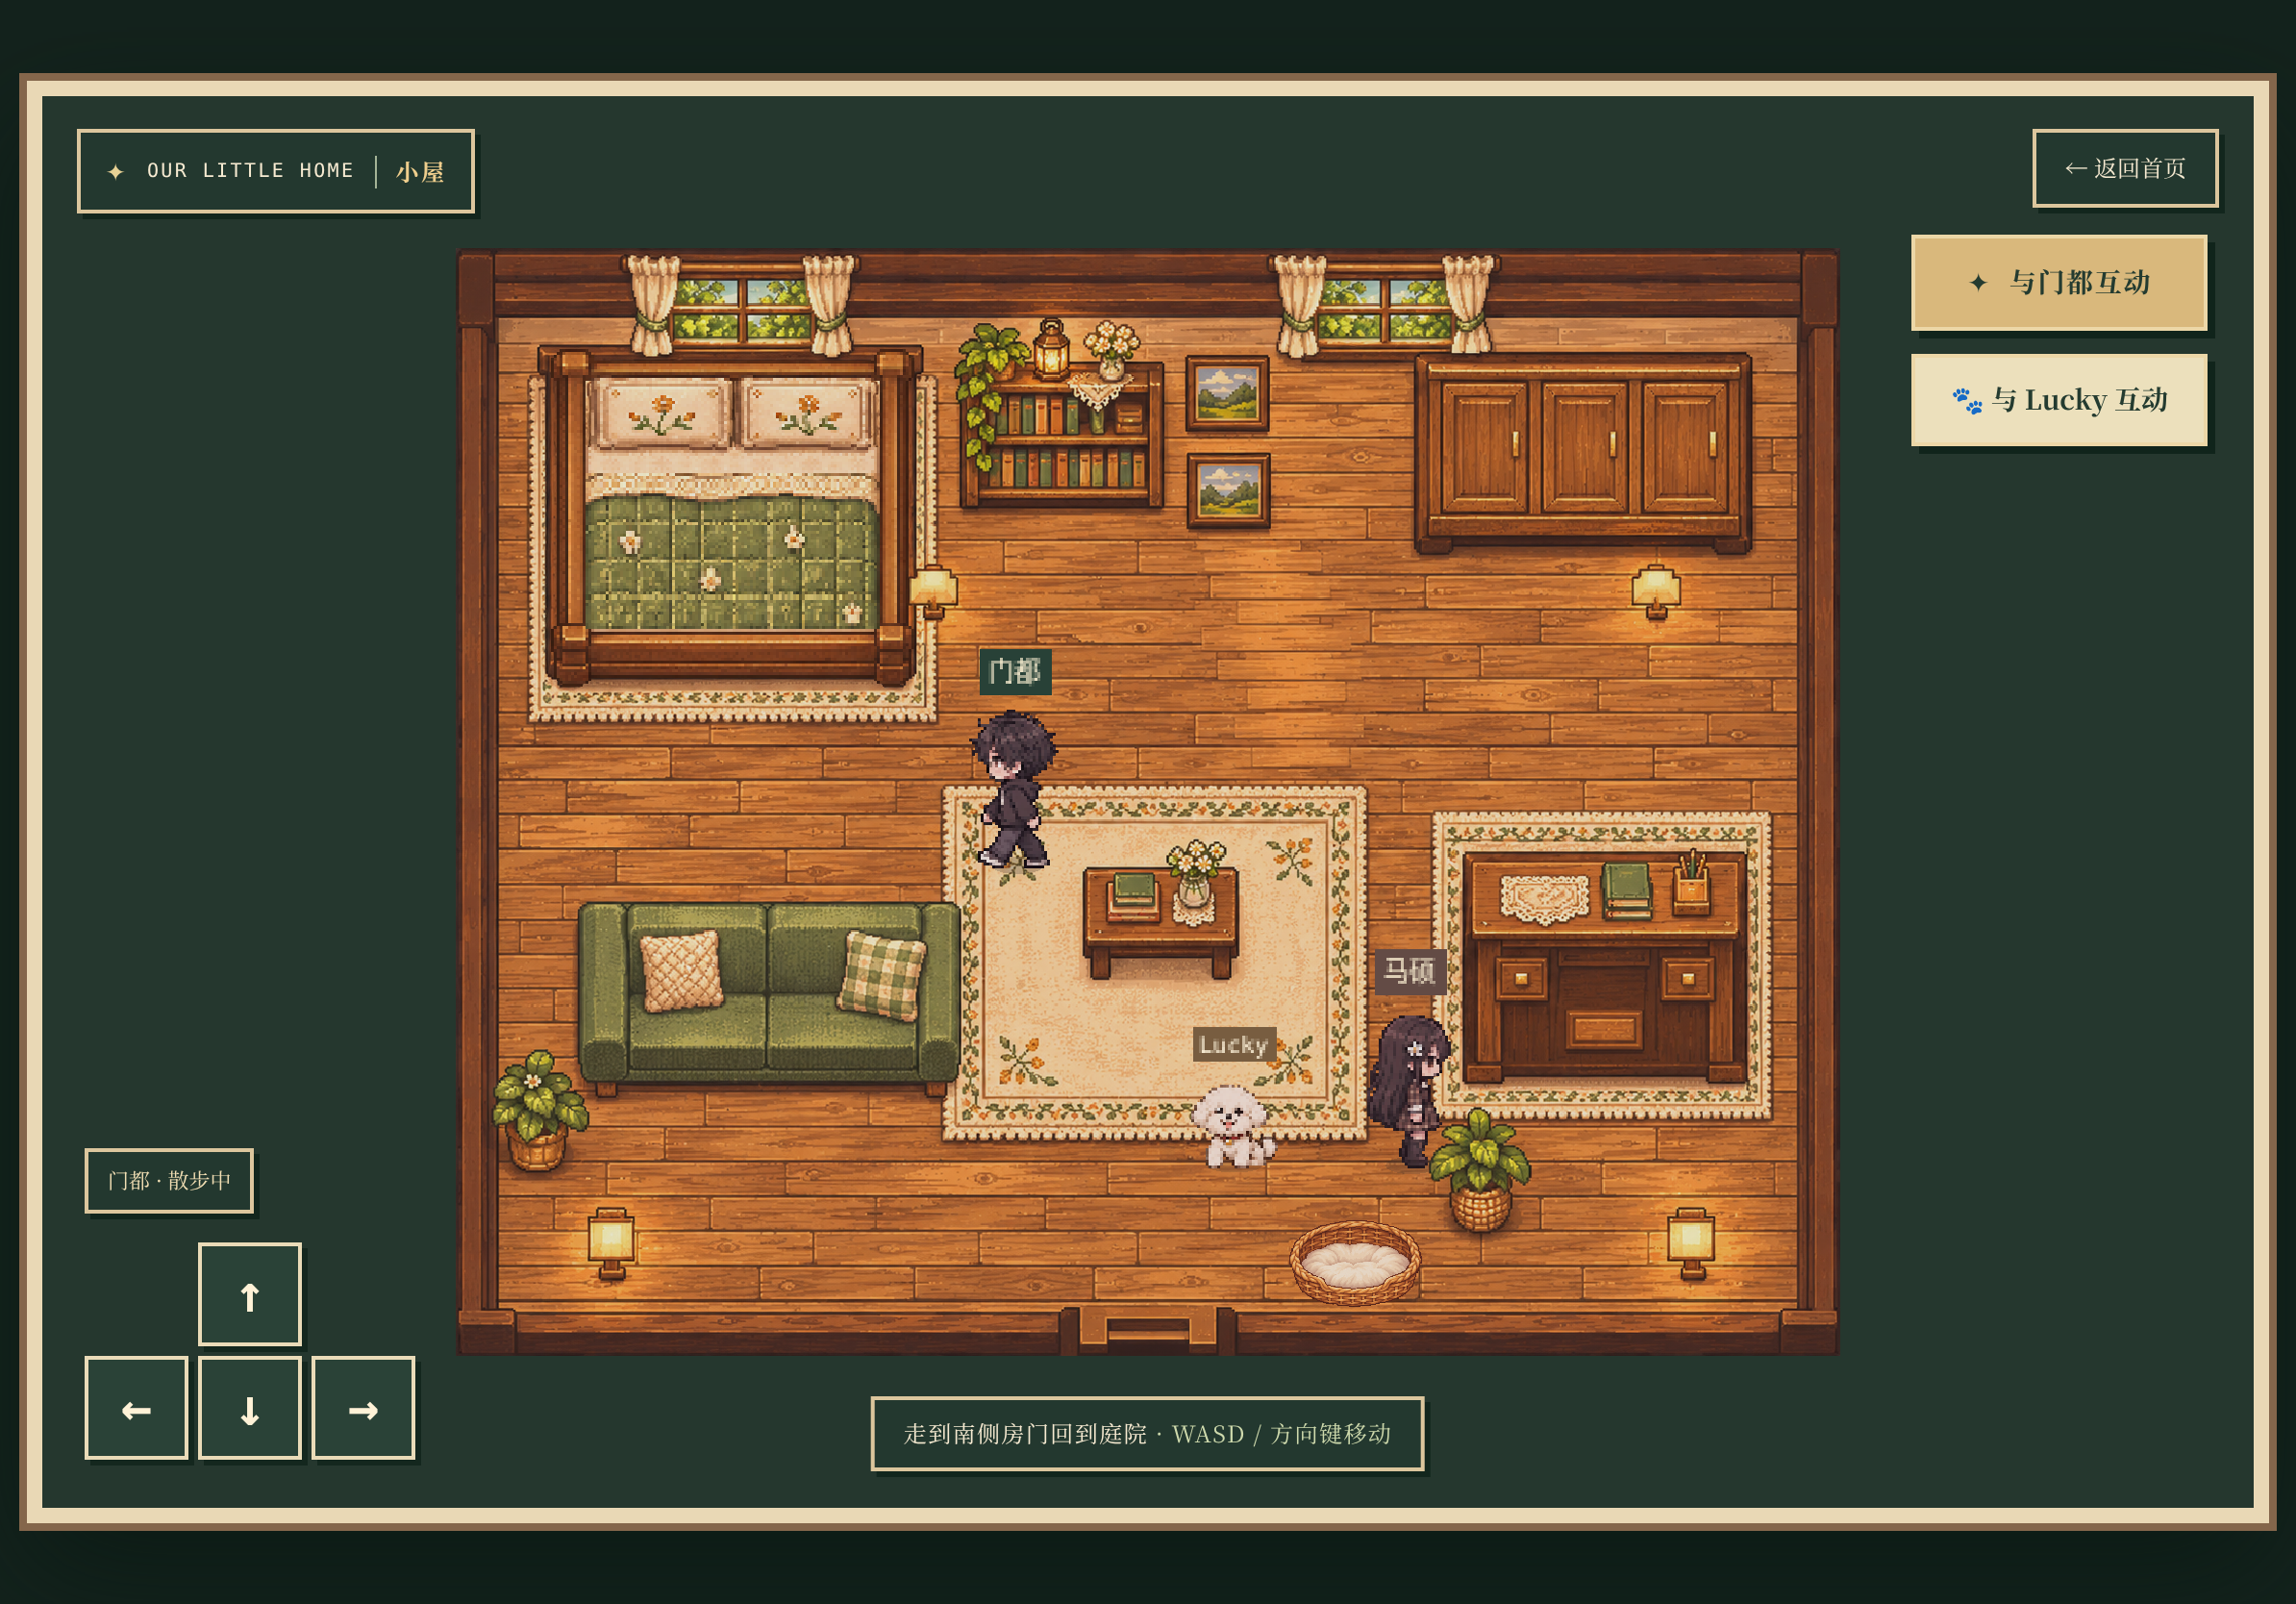 ✦ OUR LITTLE HOME | 小屋
← 返回首页
✦ 与门都互动
🐾 与 Lucky 互动
门都
马硕
Lucky
门都 · 散步中
↑
← ↓ →
走到南侧房门回到庭院 · WASD / 方向键移动